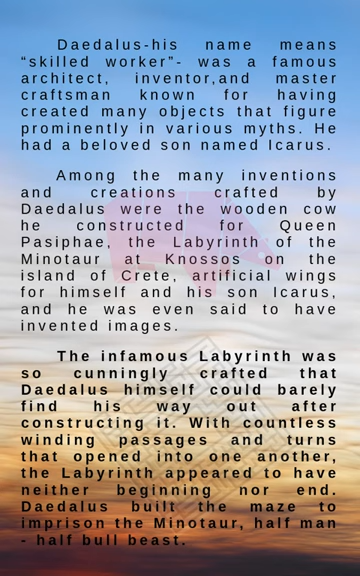 Daedalus-his name means
“skilled worker”- was a famous
architect, inventor,and master
craftsman known for having
created many objects that figure
prominently in various myths. He
had a beloved son named Icarus.
Among the many inventions
and creations crafted by
Daedalus were the wooden cow
he constructed for Queen
Pasiphae, the Labyrinth of the
Minotaur at Knossos on the
island of Crete, artificial wings
for himself and his son Icarus,
and he was even said to have
invented images.
The infamous Labyrinth was
so cunningly crafted that
Daedalus himself could barely
find his way out after
constructing it. With countless
winding passages and turns
that opened into one another,
the Labyrinth appeared to have
neither beginning nor end.
Daedalus built the maze to
imprison the Minotaur, half man
- half bull beast.